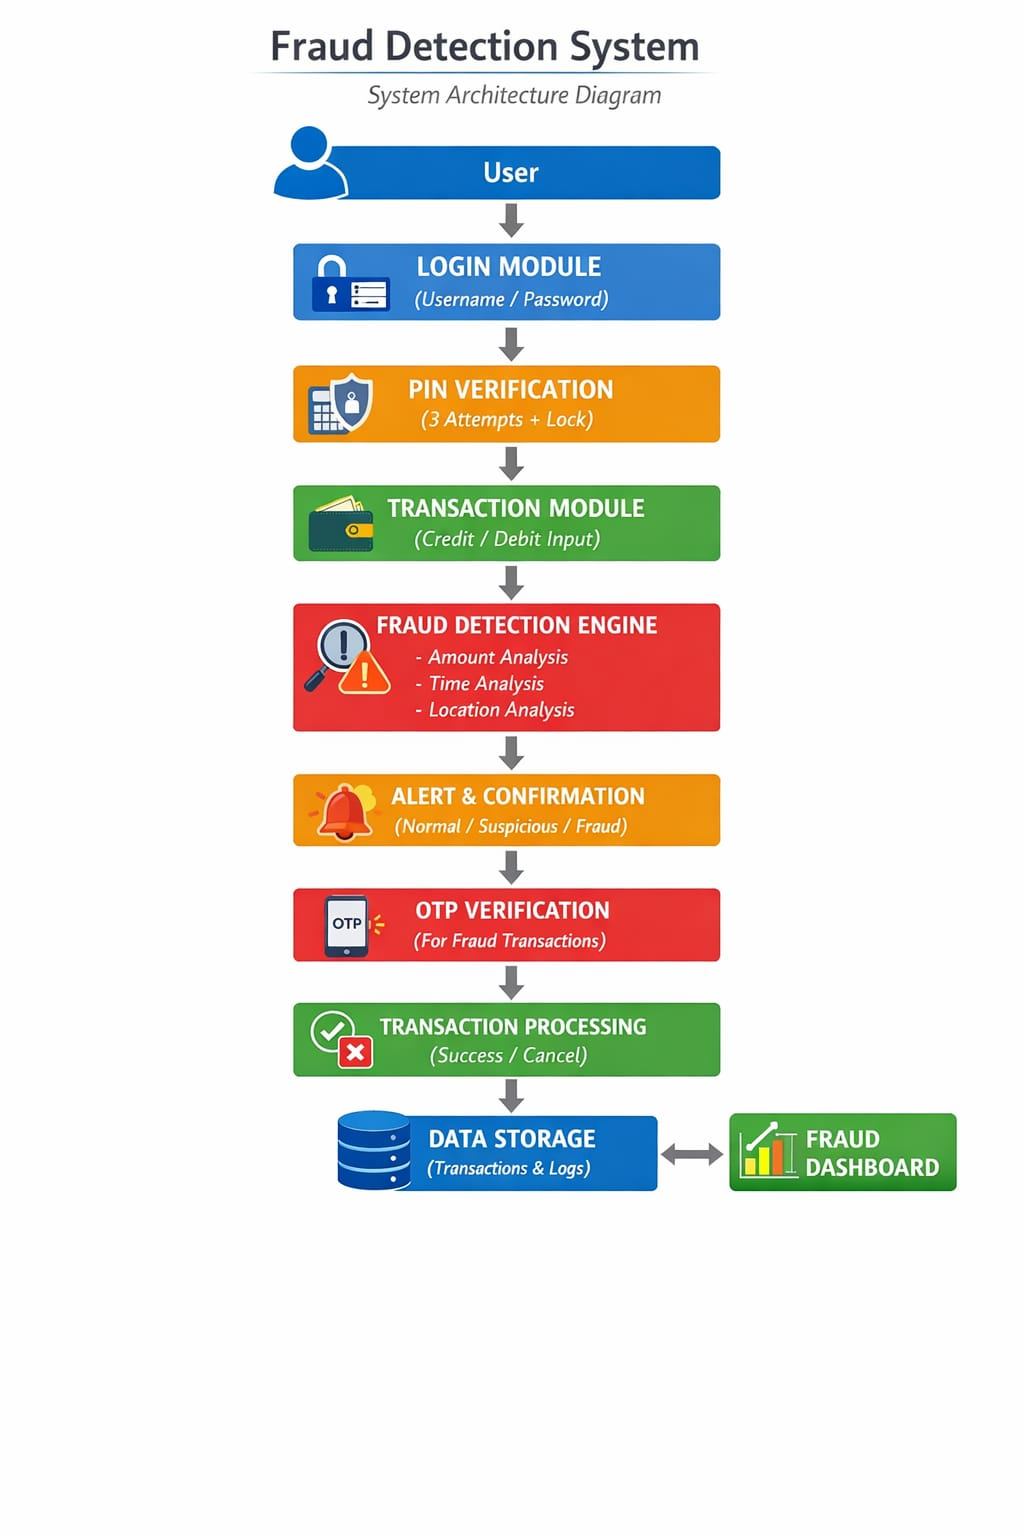 Fraud Detection System
System Architecture Diagram
User
LOGIN MODULE
(Username / Password)
PIN VERIFICATION
(3 Attempts + Lock)
TRANSACTION MODULE
(Credit / Debit Input)
FRAUD DETECTION ENGINE
- Amount Analysis
- Time Analysis
- Location Analysis
ALERT & CONFIRMATION
(Normal / Suspicious / Fraud)
OTP
OTP VERIFICATION
(For Fraud Transactions)
TRANSACTION PROCESSING
(Success / Cancel)
DATA STORAGE
(Transactions & Logs)
FRAUD
DASHBOARD